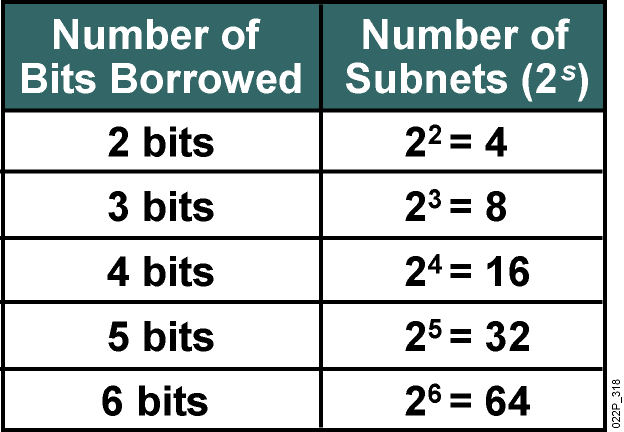 Number of Bits Borrowed
Number of Subnets (2ˢ)
2 bits
2² = 4
3 bits
2³ = 8
4 bits
2⁴ = 16
5 bits
2⁵ = 32
6 bits
2⁶ = 64
022P_318